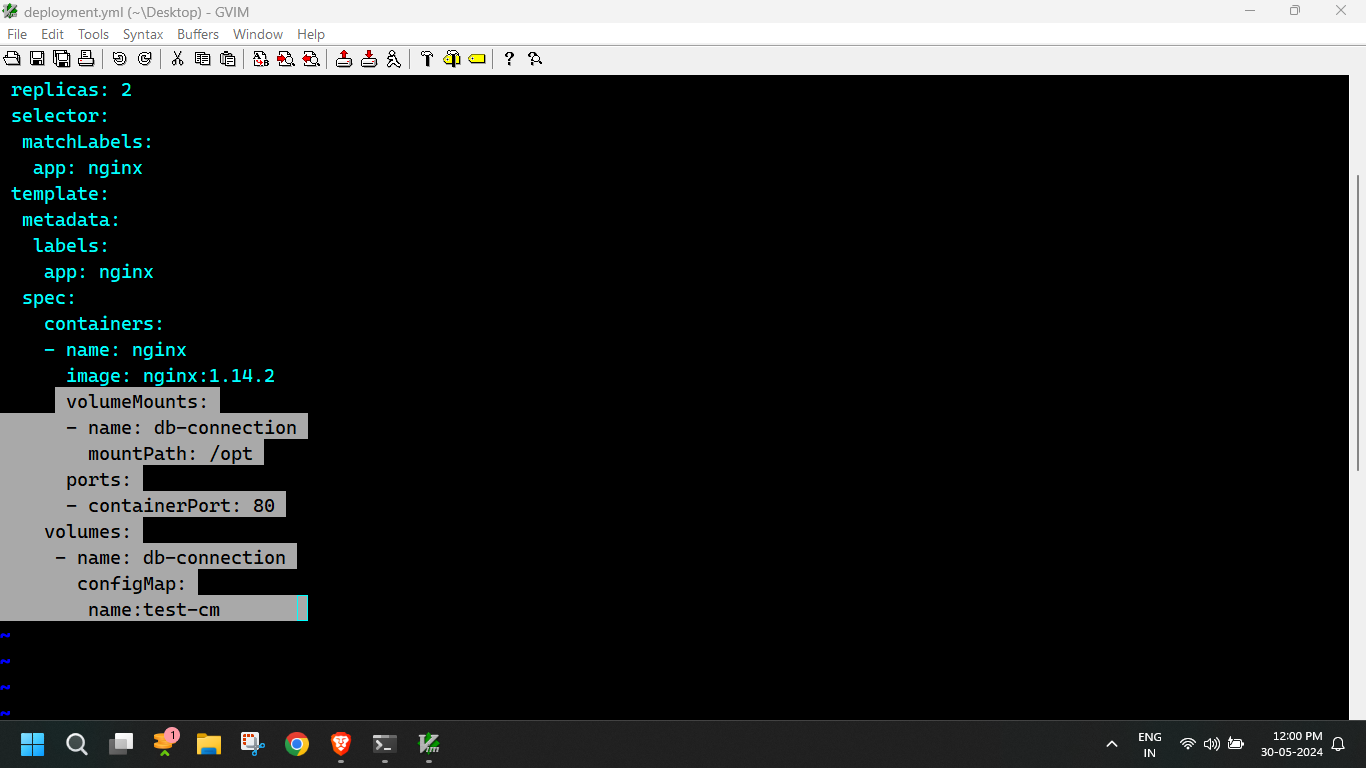 deployment.yml (~\Desktop) - GVIM
File Edit Tools Syntax Buffers Window Help
replicas: 2
selector:
matchLabels:
app: nginx
template:
metadata:
labels:
app: nginx
spec:
containers:
- name: nginx
image: nginx:1.14.2
volumeMounts:
- name: db-connection
mountPath: /opt
ports:
- containerPort: 80
volumes:
- name: db-connection
configMap:
name:test-cm
~
~
~
~
1
ENG
IN
12:00 PM
30-05-2024